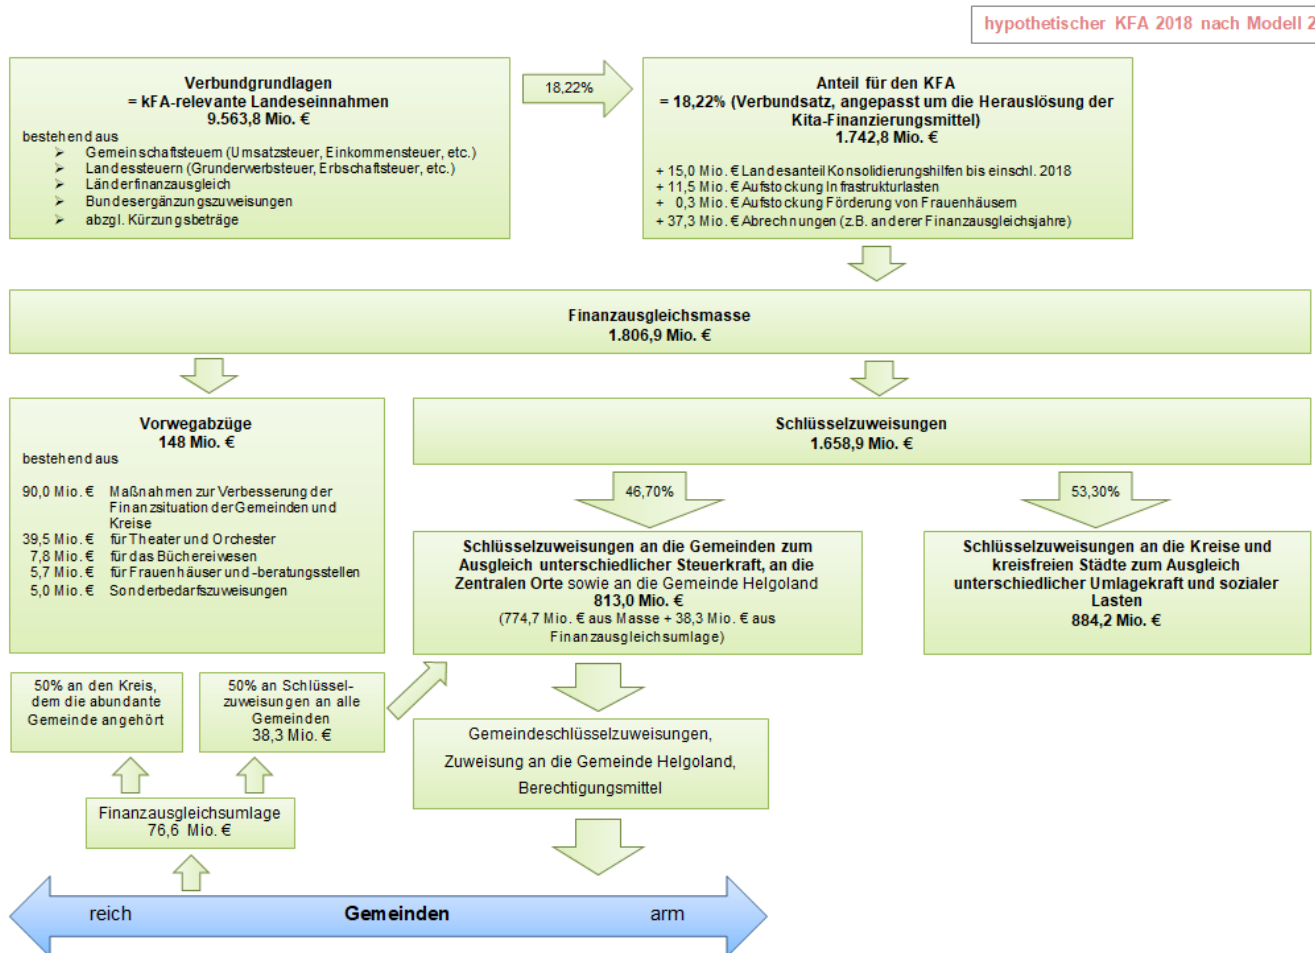 hypothetischer KFA 2018 nach Modell 2
Verbundgrundlagen
= kFA-relevante Landeseinnahmen
9.563,8 Mio. €
bestehend aus
➢ Gemeinschaftsteuern (Umsatzsteuer, Einkommensteuer, etc.)
➢ Landessteuern (Grunderwerbsteuer, Erbschaftsteuer, etc.)
➢ Länderfinanzausgleich
➢ Bundesergänzungszuweisungen
➢ abzgl. Kürzungsbeträge
18,22%
Anteil für den KFA
= 18,22% (Verbundsatz, angepasst um die Herauslösung der
Kita-Finanzierungsmittel)
1.742,8 Mio. €
+ 15,0 Mio. € Landesanteil Konsolidierungshilfen bis einschl. 2018
+ 11,5 Mio. € Aufstockung Infrastrukturlasten
+ 0,3 Mio. € Aufstockung Förderung von Frauenhäusern
+ 37,3 Mio. € Abrechnungen (z.B. anderer Finanzausgleichsjahre)
Finanzausgleichsmasse
1.806,9 Mio. €
Vorwegabzüge
148 Mio. €
bestehend aus
90,0 Mio. € Maßnahmen zur Verbesserung der
Finanzsituation der Gemeinden und
Kreise
39,5 Mio. € für Theater und Orchester
7,8 Mio. € für das Büchereiwesen
5,7 Mio. € für Frauenhäuser und -beratungsstellen
5,0 Mio. € Sonderbedarfszuweisungen
Schlüsselzuweisungen
1.658,9 Mio. €
46,70%
53,30%
Schlüsselzuweisungen an die Gemeinden zum
Ausgleich unterschiedlicher Steuerkraft, an die
Zentralen Orte sowie an die Gemeinde Helgoland
813,0 Mio. €
(774,7 Mio. € aus Masse + 38,3 Mio. € aus
Finanzausgleichsumlage)
Schlüsselzuweisungen an die Kreise und
kreisfreien Städte zum Ausgleich
unterschiedlicher Umlagekraft und sozialer
Lasten
884,2 Mio. €
50% an den Kreis,
dem die abundante
Gemeinde angehört
50% an Schlüssel-
zuweisungen an alle
Gemeinden
38,3 Mio. €
Gemeindeschlüsselzuweisungen,
Zuweisung an die Gemeinde Helgoland,
Berechtigungsmittel
Finanzausgleichsumlage
76,6 Mio. €
reich Gemeinden arm